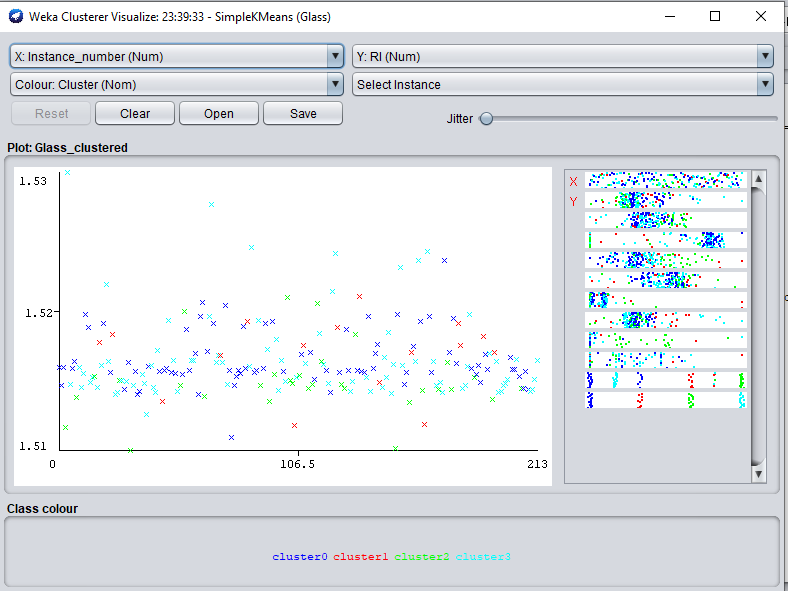 Weka Clusterer Visualize: 23:39:33 - SimpleKMeans (Glass)
X: Instance_number (Num) Y: RI (Num)
Colour: Cluster (Nom) Select Instance
Reset Clear Open Save Jitter
Plot: Glass_clustered
1.53
1.52
1.51
0 106.5 213
X
Y
Class colour
cluster0 cluster1 cluster2 cluster3